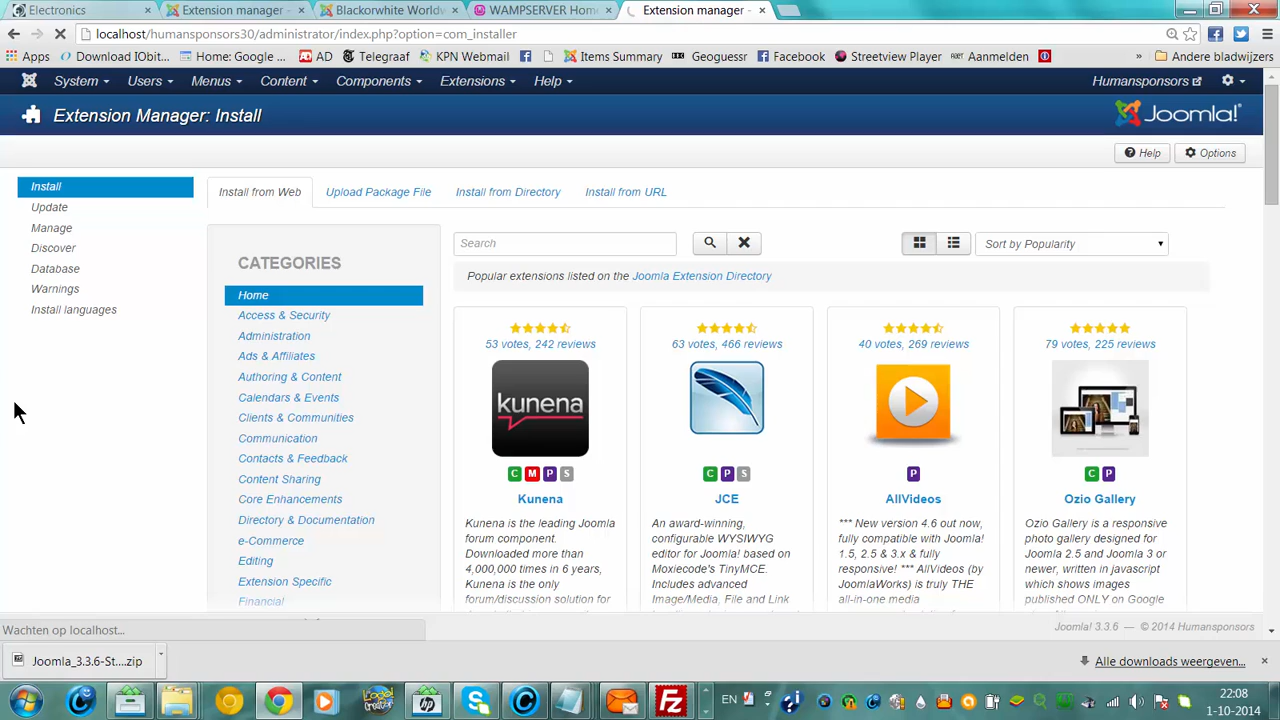 Electronics
Extension manager -
Blackorwhite Worldw
WAMPSERVER Home
Extension manager -
localhost/humansponsors30/administrator/index.php?option=com_installer
Apps
Download IObit...
Home: Google ...
AD
Telegraaf
KPN Webmail
Items Summary
Geoguessr
Facebook
Streetview Player
Aanmelden
»
Andere bladwijzers
System
Users
Menus
Content
Components
Extensions
Help
Humansponsors
Extension Manager: Install
Joomla!
Help
Options
Install
Update
Manage
Discover
Database
Warnings
Install languages
Install from Web
Upload Package File
Install from Directory
Install from URL
CATEGORIES
Home
Access & Security
Administration
Ads & Affiliates
Authoring & Content
Calendars & Events
Clients & Communities
Communication
Contacts & Feedback
Content Sharing
Core Enhancements
Directory & Documentation
e-Commerce
Editing
Extension Specific
Financial
Search
Sort by Popularity
Popular extensions listed on the Joomla Extension Directory
53 votes, 242 reviews
kunena
C M P S
Kunena
Kunena is the leading Joomla
forum component.
Downloaded more than
4,000,000 times in 6 years,
Kunena is the only
forum/discussion solution for
63 votes, 466 reviews
C P S
JCE
An award-winning,
configurable WYSIWYG
editor for Joomla! based on
Moxiecode's TinyMCE.
Includes advanced
Image/Media, File and Link
40 votes, 269 reviews
P
AllVideos
*** New version 4.6 out now,
fully compatible with Joomla!
1.5, 2.5 & 3.x & fully
responsive! *** AllVideos (by
JoomlaWorks) is truly THE
all-in-one media
79 votes, 225 reviews
C P
Ozio Gallery
Ozio Gallery is a responsive
photo gallery designed for
Joomla 2.5 and Joomla 3 or
newer, written in javascript
which shows images
published ONLY on Google
Wachten op localhost...
Joomla! 3.3.6 — © 2014 Humansponsors
Joomla_3.3.6-St....zip
Alle downloads weergeven...
EN
22:08
1-10-2014